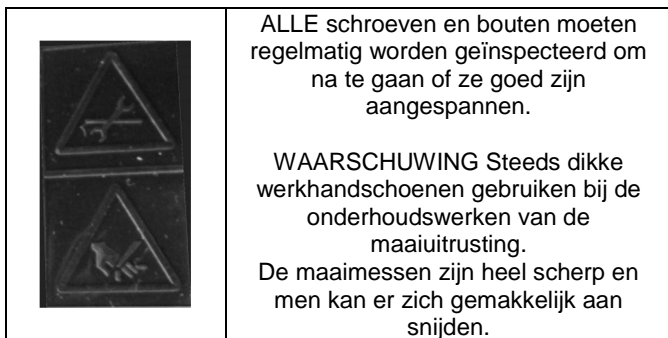 ALLE schroeven en bouten moeten
regelmatig worden geïnspecteerd om
na te gaan of ze goed zijn
aangespannen.
WAARSCHUWING Steeds dikke
werkhandschoenen gebruiken bij de
onderhoudswerken van de
maaiuitrusting.
De maaimessen zijn heel scherp en
men kan er zich gemakkelijk aan
snijden.